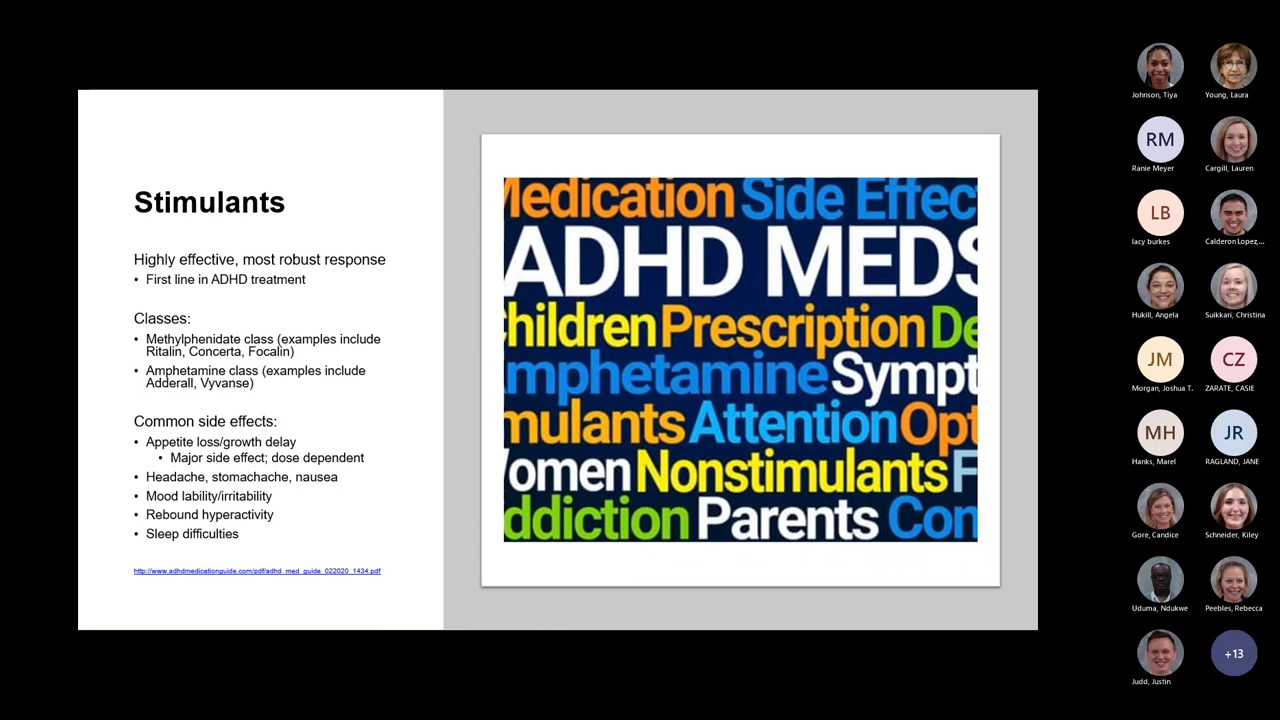 Stimulants
Highly effective, most robust response
• First line in ADHD treatment
Classes:
• Methylphenidate class (examples include
Ritalin, Concerta, Focalin)
• Amphetamine class (examples include
Adderall, Vyvanse)
Common side effects:
• Appetite loss/growth delay
• Major side effect; dose dependent
• Headache, stomachache, nausea
• Mood lability/irritability
• Rebound hyperactivity
• Sleep difficulties
http://www.adhdmedicationguide.com/pdf/adhd_med_guide_022020_1434.pdf
Medication Side Effec
ADHD MEDS
Children Prescription De
mphetamine Sympt
mulants Attention Opt
Women Nonstimulants F
ddiction Parents Con
Johnson, Tiya
Young, Laura
RM
Ranie Meyer
Cargill, Lauren
LB
lacy burkes
Calderon Lopez,...
Hukill, Angela
Suikkari, Christina
JM
CZ
Morgan, Joshua T.
ZARATE, CASIE
MH
JR
Hanks, Marel
RAGLAND, JANE
Gore, Candice
Schneider, Kiley
Uduma, Ndukwe
Peebles, Rebecca
+13
Judd, Justin